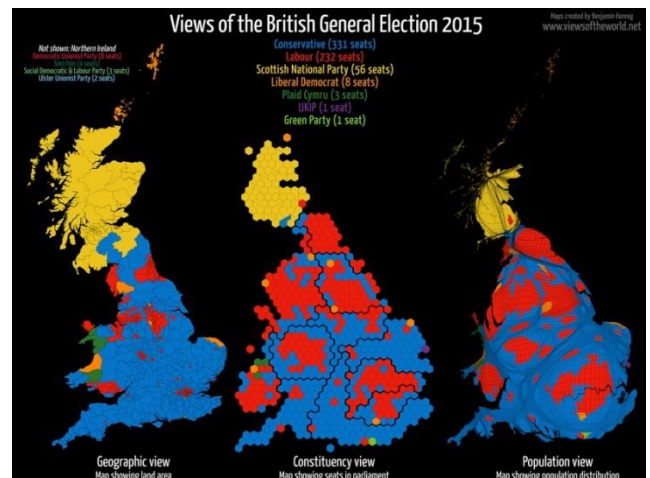 Views of the British General Election 2015
Maps created by Benjamin Hennig
www.viewsoftheworld.net
Not shown: Northern Ireland
Democratic Unionist Party (8 seats)
Sinn Fein (4 seats)
Social Democratic & Labour Party (3 seats)
Ulster Unionist Party (2 seats)
Conservative (331 seats)
Labour (232 seats)
Scottish National Party (56 seats)
Liberal Democrat (8 seats)
Plaid Cymru (3 seats)
UKIP (1 seat)
Green Party (1 seat)
Geographic view
Map showing land area
Constituency view
Map showing seats in parliament
Population view
Map showing population distribution